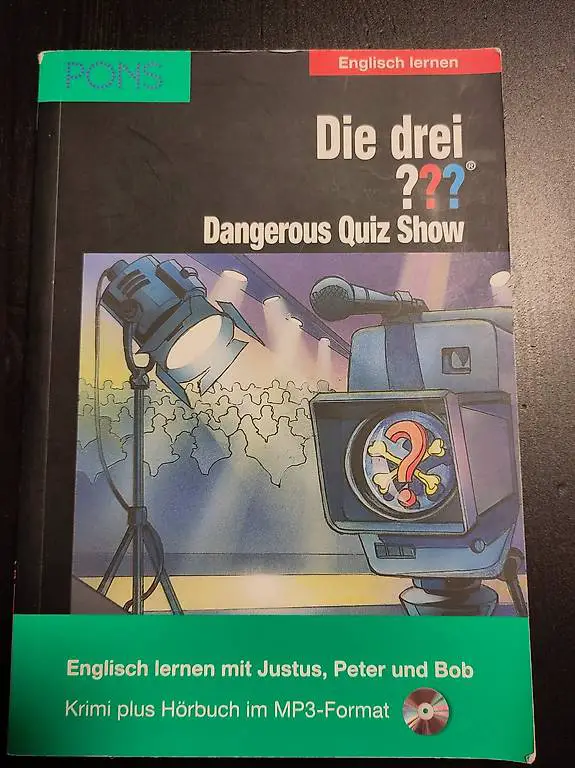 PONS
Englisch lernen
Die drei
???®
Dangerous Quiz Show
?
Englisch lernen mit Justus, Peter und Bob
Krimi plus Hörbuch im MP3-Format